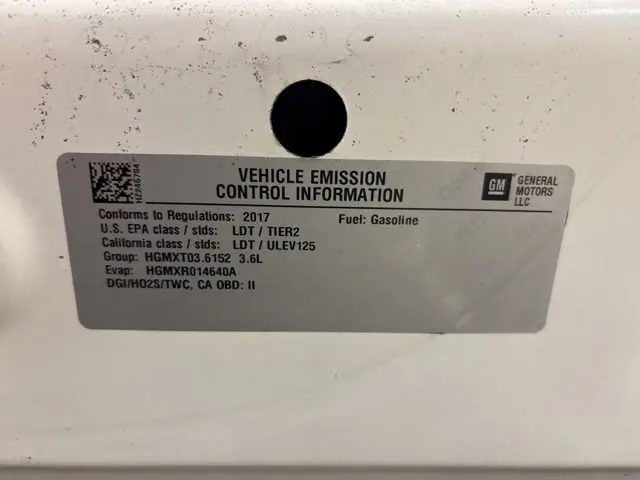 VEHICLE EMISSION
CONTROL INFORMATION
GM
GENERAL
MOTORS
LLC
Conforms to Regulations: 2017 Fuel: Gasoline
U.S. EPA class / stds: LDT / TIER2
California class / stds: LDT / ULEV125
Group: HGMXT03.6152 3.6L
Evap: HGMXR014640A
DGI/HO2S/TWC, CA OBD: II